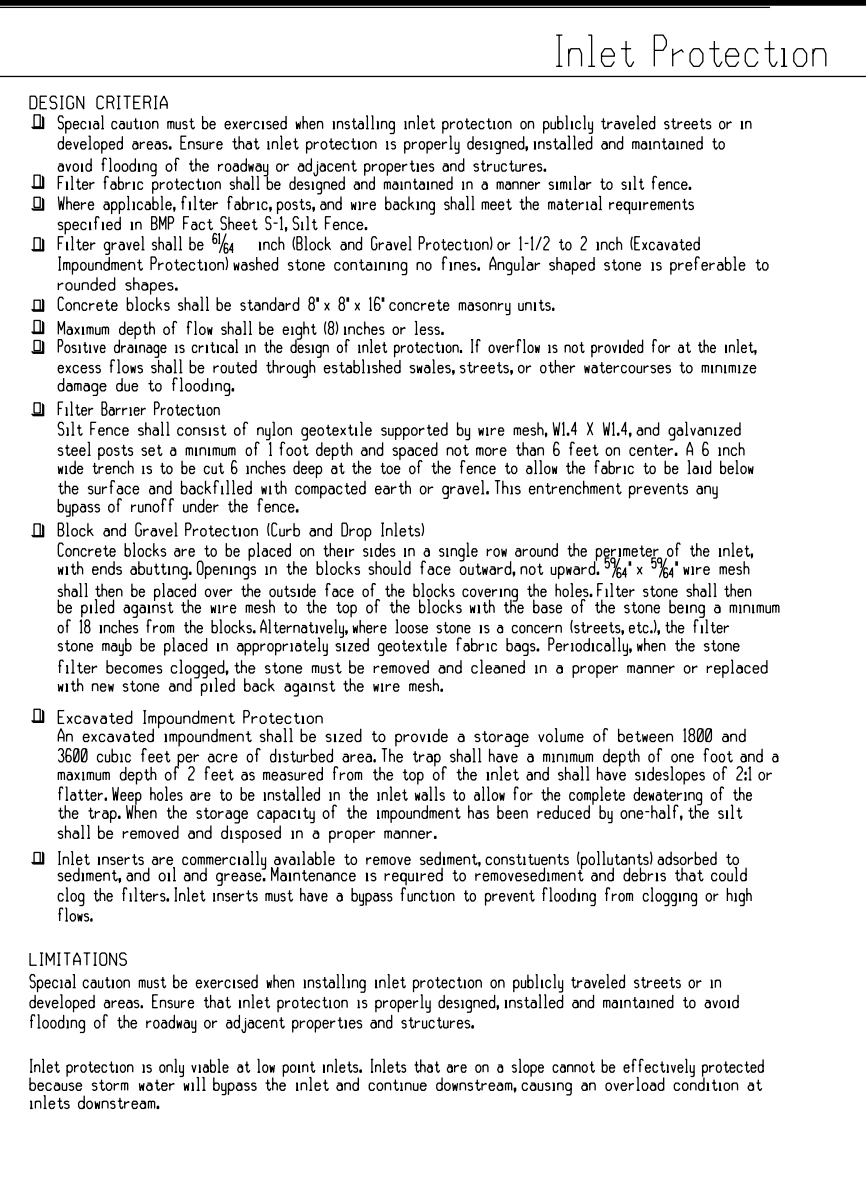 Inlet Protection
DESIGN CRITERIA
❏ Special caution must be exercised when installing inlet protection on publicly traveled streets or in
developed areas. Ensure that inlet protection is properly designed, installed and maintained to
avoid flooding of the roadway or adjacent properties and structures.
❏ Filter fabric protection shall be designed and maintained in a manner similar to silt fence.
❏ Where applicable, filter fabric, posts, and wire backing shall meet the material requirements
specified in BMP Fact Sheet S-1, Silt Fence.
❏ Filter gravel shall be 61/64 inch (Block and Gravel Protection) or 1-1/2 to 2 inch (Excavated
Impoundment Protection) washed stone containing no fines. Angular shaped stone is preferable to
rounded shapes.
❏ Concrete blocks shall be standard 8" x 8" x 16" concrete masonry units.
❏ Maximum depth of flow shall be eight (8) inches or less.
❏ Positive drainage is critical in the design of inlet protection. If overflow is not provided for at the inlet,
excess flows shall be routed through established swales, streets, or other watercourses to minimize
damage due to flooding.
❏ Filter Barrier Protection
Silt Fence shall consist of nylon geotextile supported by wire mesh, W1.4 X W1.4, and galvanized
steel posts set a minimum of 1 foot depth and spaced not more than 6 feet on center. A 6 inch
wide trench is to be cut 6 inches deep at the toe of the fence to allow the fabric to be laid below
the surface and backfilled with compacted earth or gravel. This entrenchment prevents any
bypass of runoff under the fence.
❏ Block and Gravel Protection (Curb and Drop Inlets)
Concrete blocks are to be placed on their sides in a single row around the perimeter of the inlet,
with ends abutting. Openings in the blocks should face outward, not upward. 59/64" x 59/64" wire mesh
shall then be placed over the outside face of the blocks covering the holes. Filter stone shall then
be piled against the wire mesh to the top of the blocks with the base of the stone being a minimum
of 18 inches from the blocks. Alternatively, where loose stone is a concern (streets, etc.), the filter
stone mayb be placed in appropriately sized geotextile fabric bags. Periodically, when the stone
filter becomes clogged, the stone must be removed and cleaned in a proper manner or replaced
with new stone and piled back against the wire mesh.
❏ Excavated Impoundment Protection
An excavated impoundment shall be sized to provide a storage volume of between 1800 and
3600 cubic feet per acre of disturbed area. The trap shall have a minimum depth of one foot and a
maximum depth of 2 feet as measured from the top of the inlet and shall have sideslopes of 2:1 or
flatter. Weep holes are to be installed in the inlet walls to allow for the complete dewatering of the
the trap. When the storage capacity of the impoundment has been reduced by one-half, the silt
shall be removed and disposed in a proper manner.
❏ Inlet inserts are commercially available to remove sediment, constituents (pollutants) adsorbed to
sediment, and oil and grease. Maintenance is required to removesediment and debris that could
clog the filters. Inlet inserts must have a bypass function to prevent flooding from clogging or high
flows.
LIMITATIONS
Special caution must be exercised when installing inlet protection on publicly traveled streets or in
developed areas. Ensure that inlet protection is properly designed, installed and maintained to avoid
flooding of the roadway or adjacent properties and structures.
Inlet protection is only viable at low point inlets. Inlets that are on a slope cannot be effectively protected
because storm water will bypass the inlet and continue downstream, causing an overload condition at
inlets downstream.